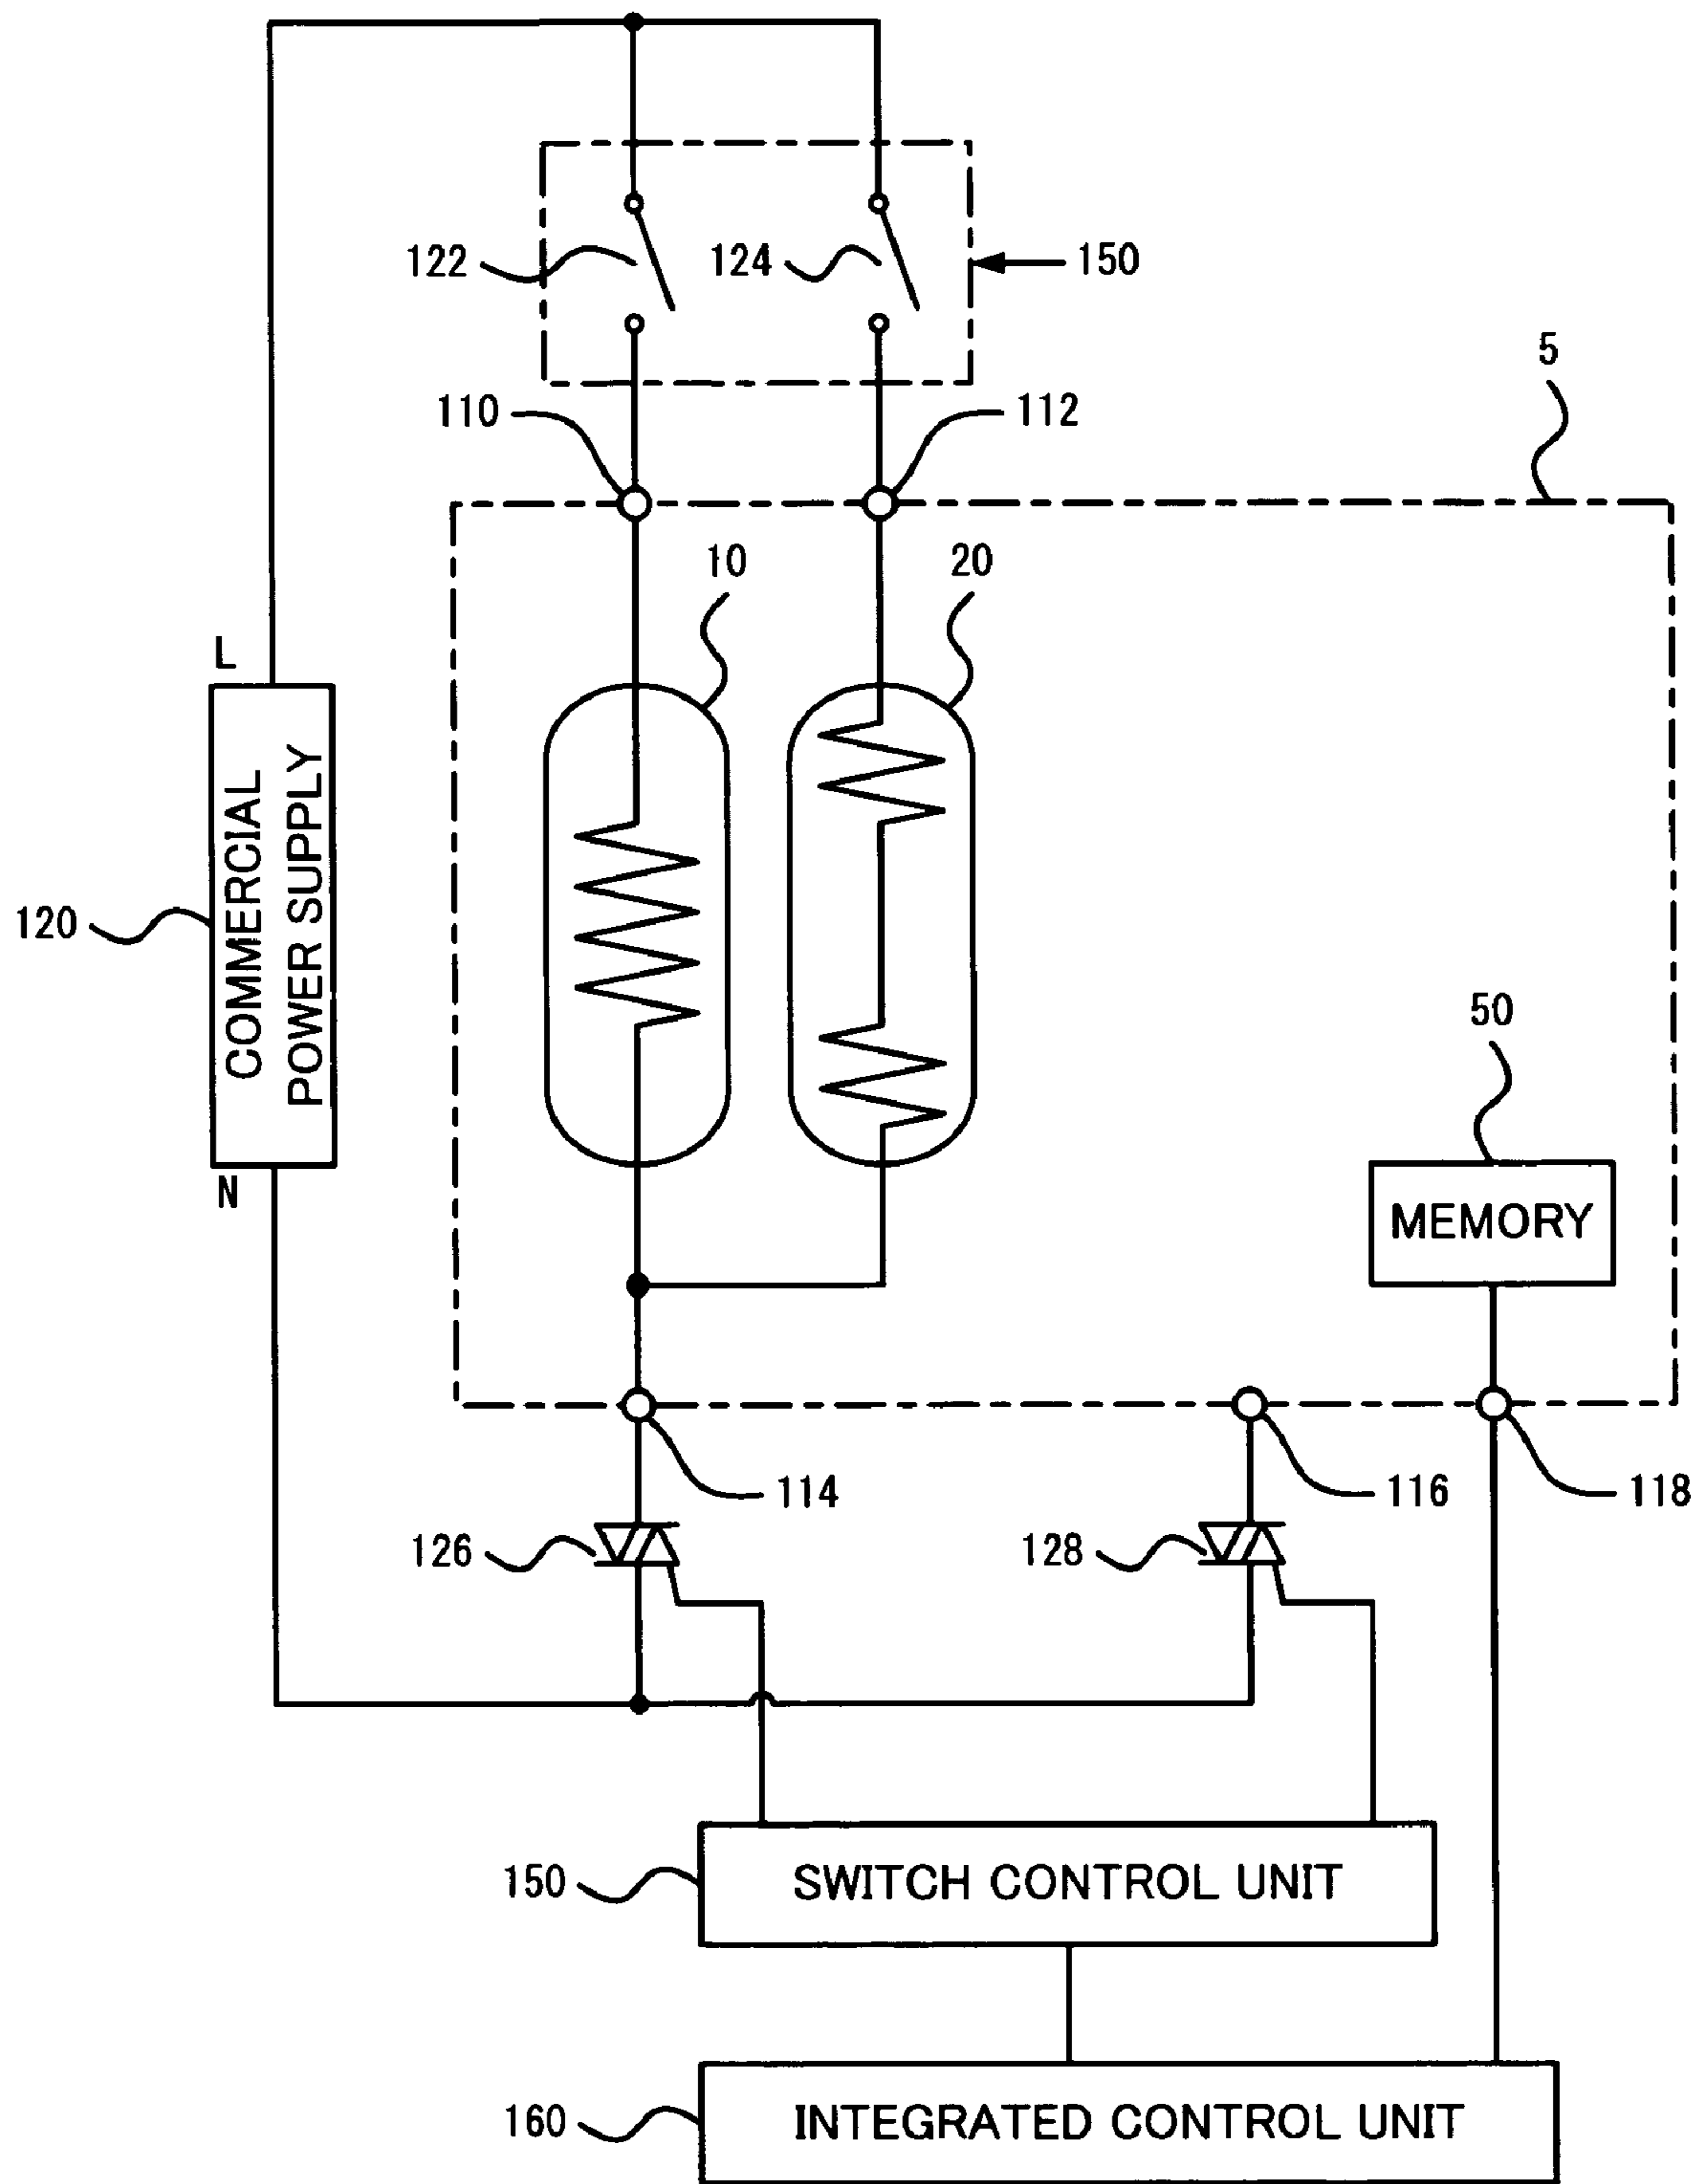 122
124
150
110
112
5
10
20
L
COMMERCIAL
POWER SUPPLY
120
N
50
MEMORY
114
116
118
126
128
150
SWITCH CONTROL UNIT
160
INTEGRATED CONTROL UNIT